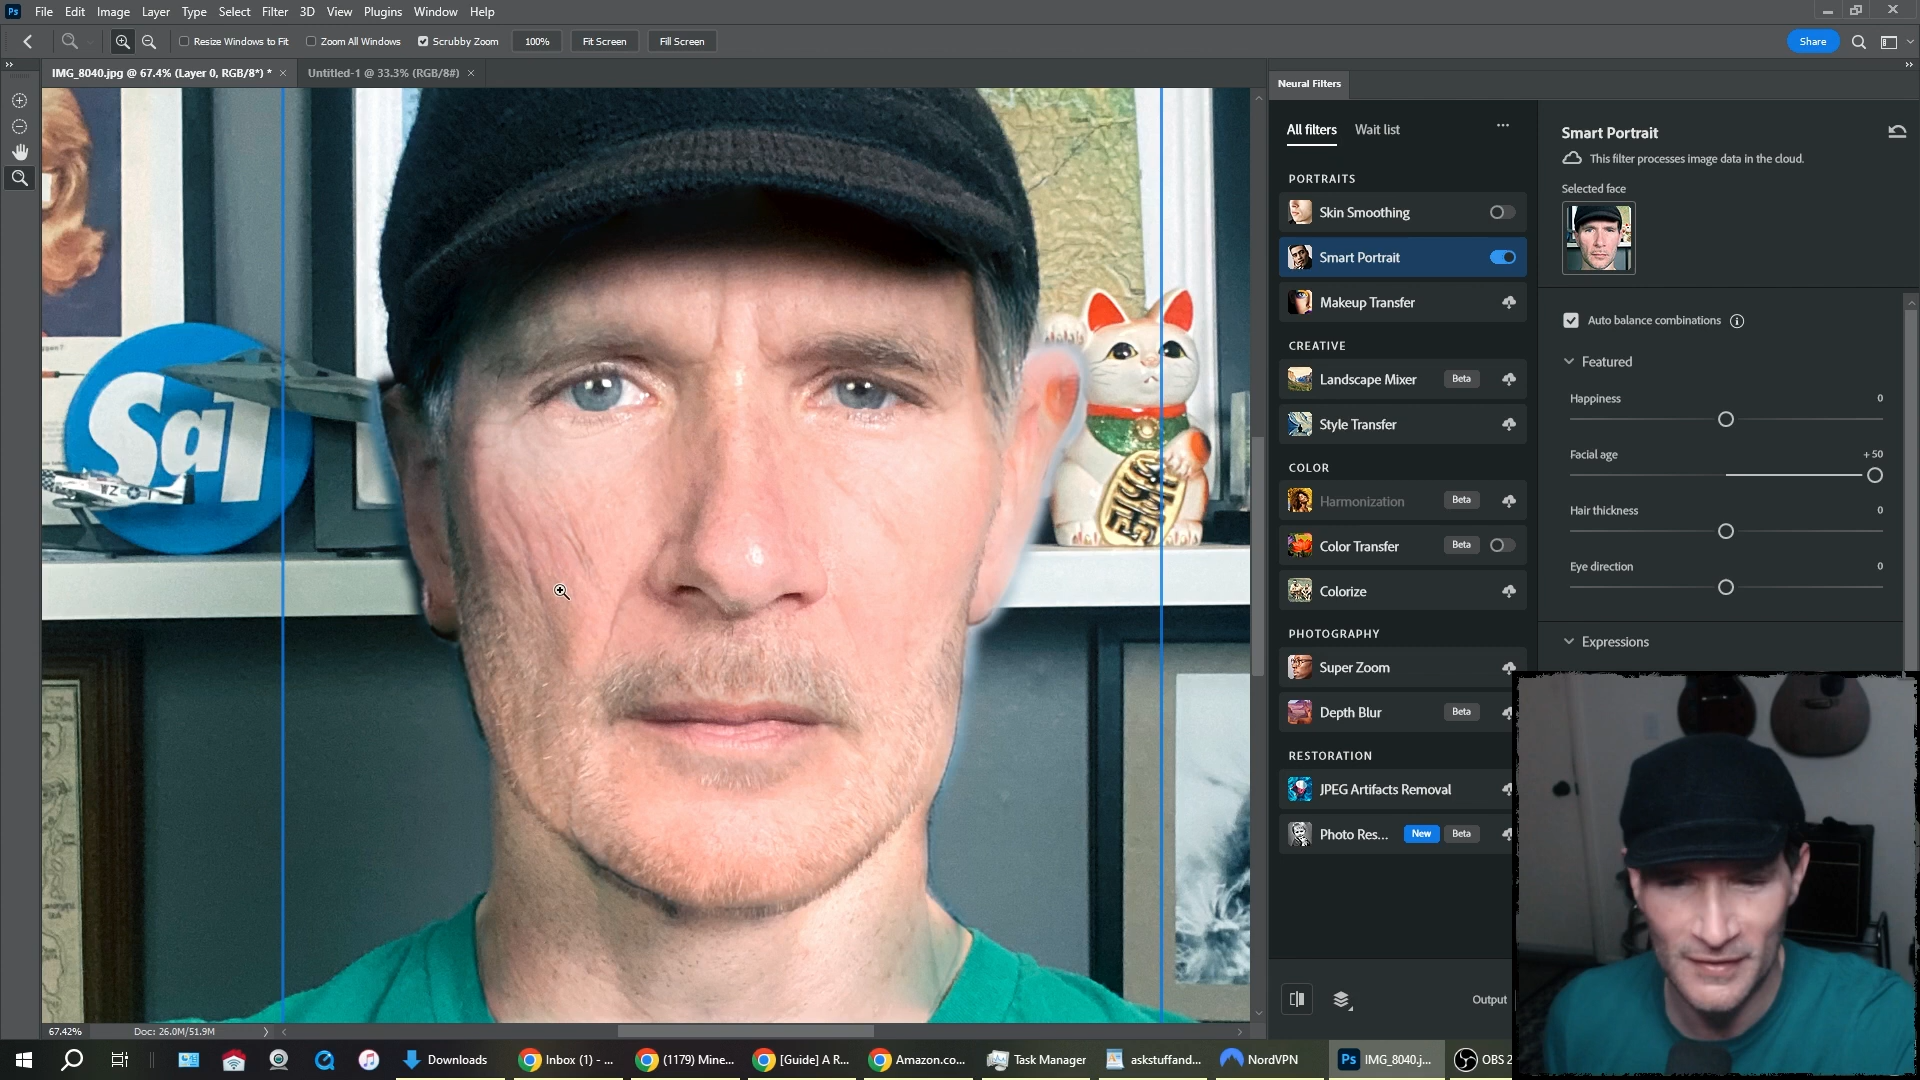 Ps File Edit Image Layer Type Select Filter 3D View Plugins Window Help
Resize Windows to Fit Zoom All Windows Scrubby Zoom 100% Fit Screen Fill Screen Share
IMG_8040.jpg @ 67.4% (Layer 0, RGB/8*) * × Untitled-1 @ 33.3% (RGB/8#) ×
Neural Filters
All filters Wait list ...
PORTRAITS
Skin Smoothing
Smart Portrait
Makeup Transfer
CREATIVE
Landscape Mixer Beta
Style Transfer
COLOR
Harmonization Beta
Color Transfer Beta
Colorize
PHOTOGRAPHY
Super Zoom
Depth Blur Beta
RESTORATION
JPEG Artifacts Removal
Photo Res... New Beta
Output
Smart Portrait
This filter processes image data in the cloud.
Selected face
Auto balance combinations
Featured
Happiness 0
Facial age +50
Hair thickness 0
Eye direction 0
Expressions
Sal
WZ
67.42% Doc: 26.0M/51.9M
Downloads Inbox (1) - ... (1179) Mine... [Guide] A R... Amazon.co... Task Manager askstuffand... NordVPN Ps IMG_8040.j... OBS 2